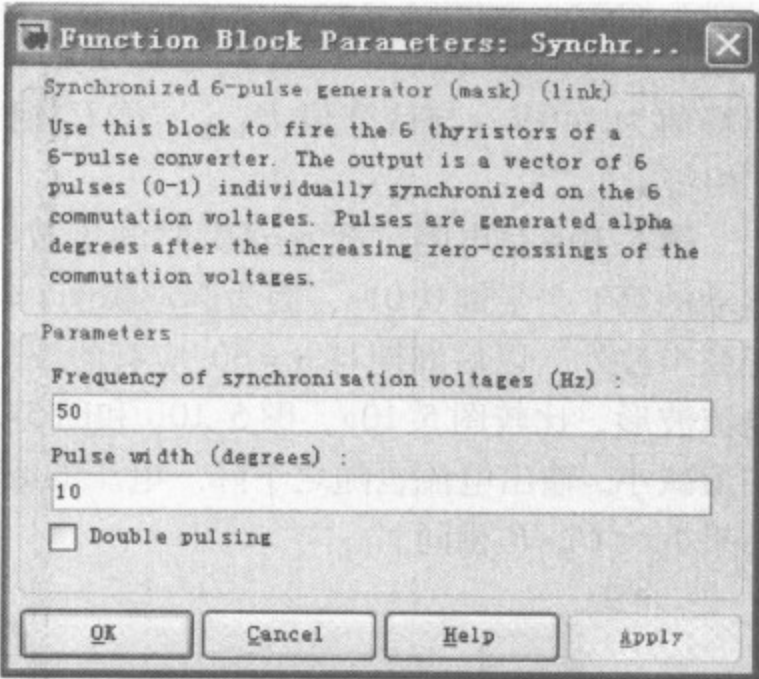 Function Block Parameters: Synchr...
Synchronized 6-pulse generator (mask) (link)
Use this block to fire the 6 thyristors of a
6-pulse converter. The output is a vector of 6
pulses (0-1) individually synchronized on the 6
commutation voltages. Pulses are generated alpha
degrees after the increasing zero-crossings of the
commutation voltages.
Parameters
Frequency of synchronisation voltages (Hz) :
50
Pulse width (degrees) :
10
Double pulsing
OK
Cancel
Help
Apply